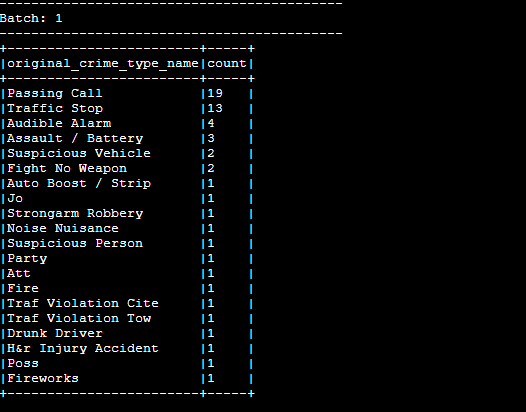 -------------------------------------------
Batch: 1
-------------------------------------------
+------------------------+-----+
|original_crime_type_name|count|
+------------------------+-----+
|Passing Call            |19   |
|Traffic Stop            |13   |
|Audible Alarm           |4    |
|Assault / Battery       |3    |
|Suspicious Vehicle      |2    |
|Fight No Weapon         |2    |
|Auto Boost / Strip      |1    |
|Jo                      |1    |
|Strongarm Robbery       |1    |
|Noise Nuisance          |1    |
|Suspicious Person       |1    |
|Party                   |1    |
|Att                     |1    |
|Fire                    |1    |
|Traf Violation Cite     |1    |
|Traf Violation Tow      |1    |
|Drunk Driver            |1    |
|H&r Injury Accident     |1    |
|Poss                    |1    |
|Fireworks               |1    |
+------------------------+-----+